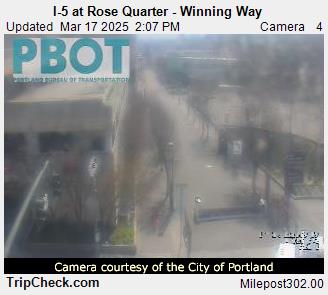 I-5 at Rose Quarter - Winning Way
Updated Mar 17 2025 2:07 PM Camera 4
PBOT
PORTLAND BUREAU OF TRANSPORTATION
Camera courtesy of the City of Portland
TripCheck.com Milepost302.00